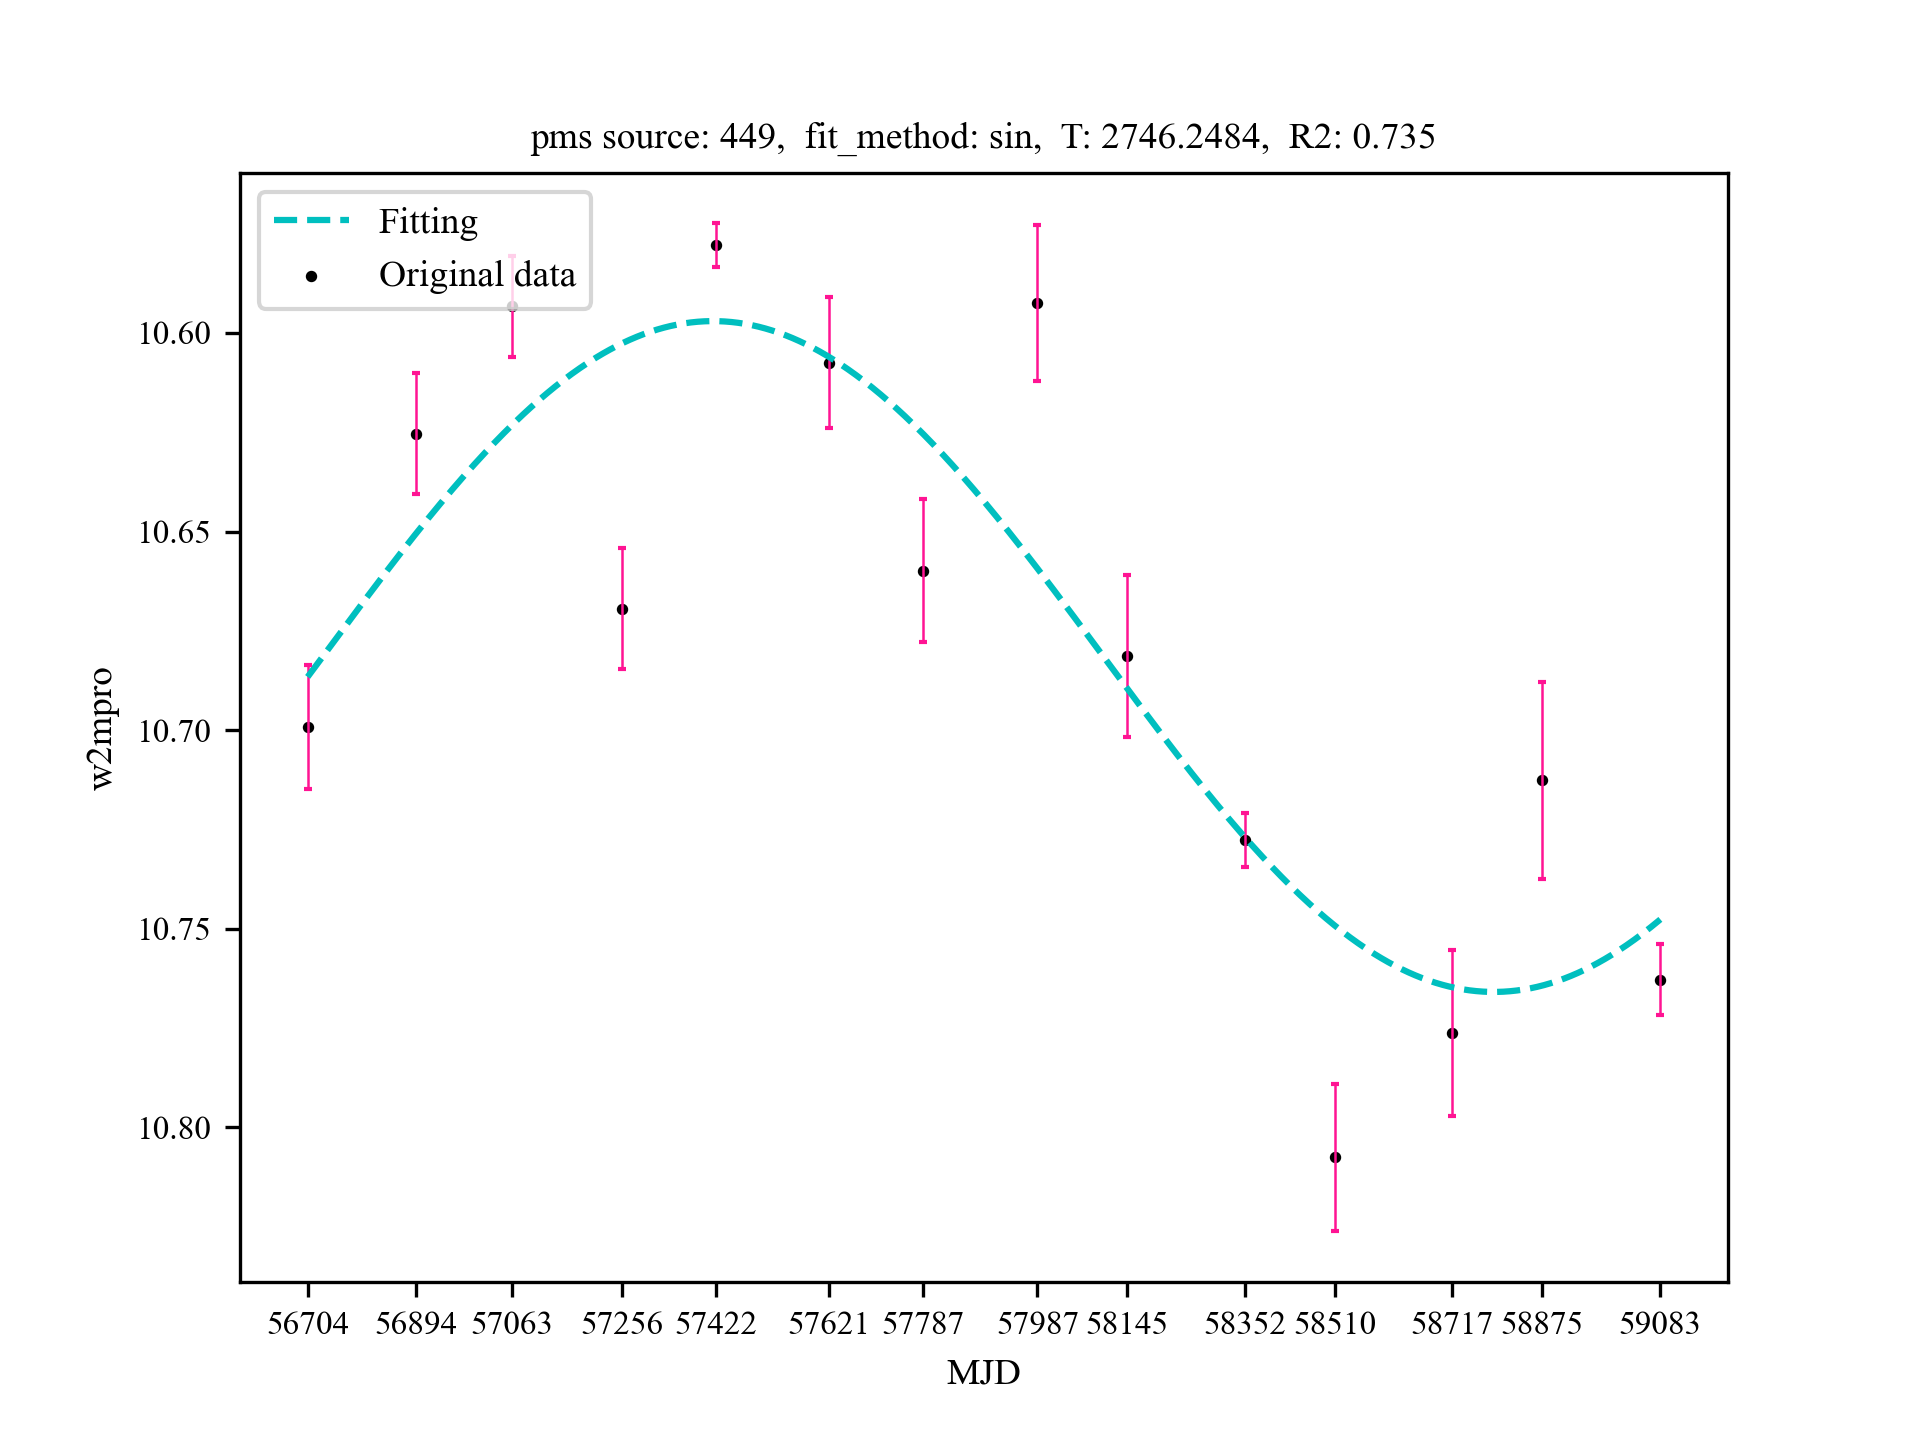 pms source: 449,  fit_method: sin,  T: 2746.2484,  R2: 0.735
Fitting
Original data
10.60
10.65
10.70
10.75
10.80
w2mpro
56704 56894 57063 57256 57422 57621 57787 57987 58145 58352 58510 58717 58875 59083
MJD